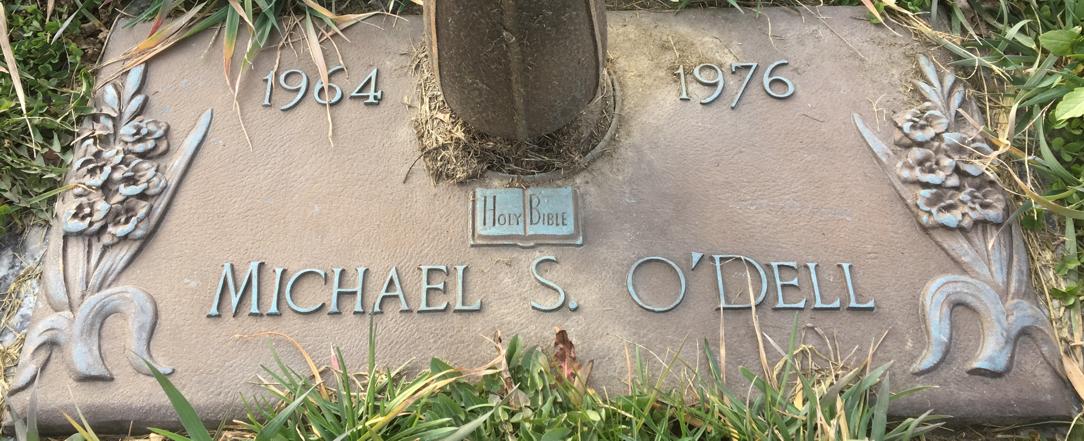 1964 1976
HOLY BIBLE
MICHAEL S. O'DELL